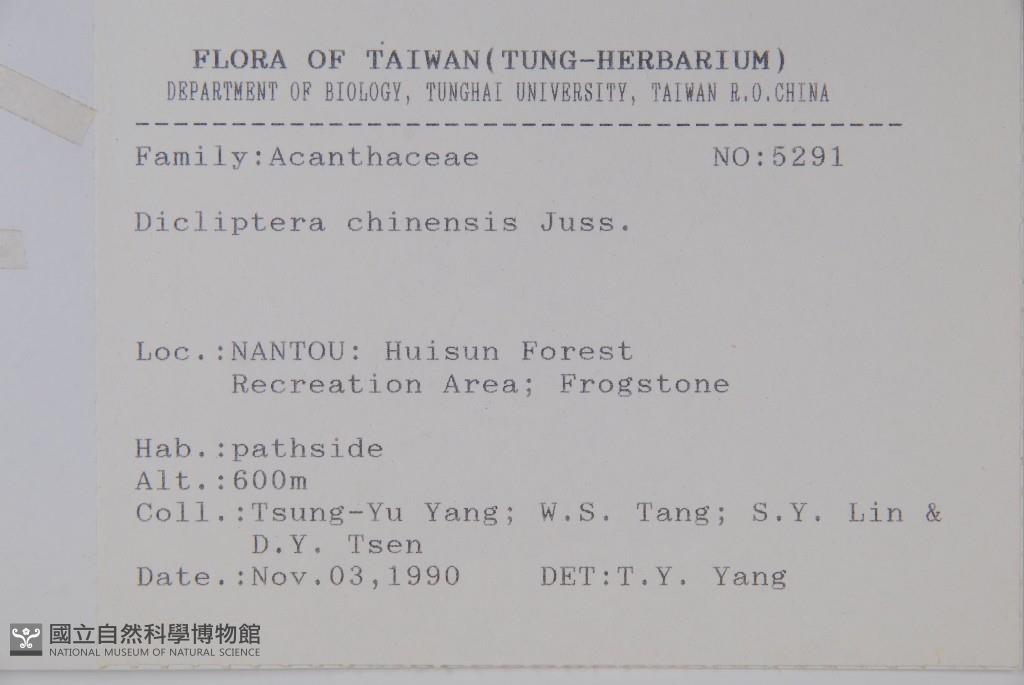 FLORA OF TAIWAN(TUNG-HERBARIUM)
DEPARTMENT OF BIOLOGY, TUNGHAI UNIVERSITY, TAIWAN R.O.CHINA
----------------------------------------
Family:Acanthaceae NO:5291
Dicliptera chinensis Juss.
Loc.:NANTOU: Huisun Forest
Recreation Area; Frogstone
Hab.:pathside
Alt.:600m
Coll.:Tsung-Yu Yang; W.S. Tang; S.Y. Lin &
D.Y. Tsen
Date.:Nov.03,1990 DET:T.Y. Yang
國立自然科學博物館
NATIONAL MUSEUM OF NATURAL SCIENCE